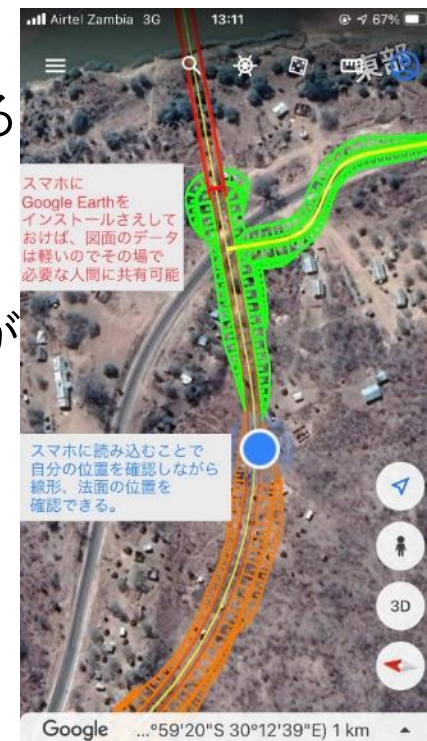 Airtel Zambia 3G 13:11 67%
東部
る
スマホに
Google Earthを
インストールさえして
おけば、図面のデータ
は軽いのでその場で
必要な人間に共有可能
が
スマホに読み込むことで
自分の位置を確認しながら
線形、法面の位置を
確認できる。
3D
Google ...°59'20"S 30°12'39"E) 1 km